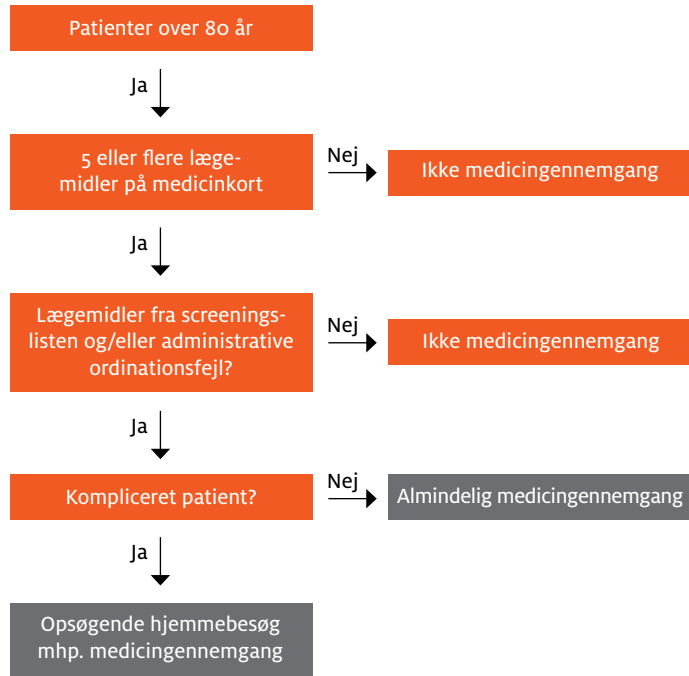 Patienter over 80 år
Ja
5 eller flere læge-
midler på medicinkort
Nej
Ikke medicingennemgang
Ja
Lægemidler fra screenings-
listen og/eller administrative
ordinationsfejl?
Nej
Ikke medicingennemgang
Ja
Kompliceret patient?
Nej
Almindelig medicingennemgang
Ja
Opsøgende hjemmebesøg
mhp. medicingennemgang